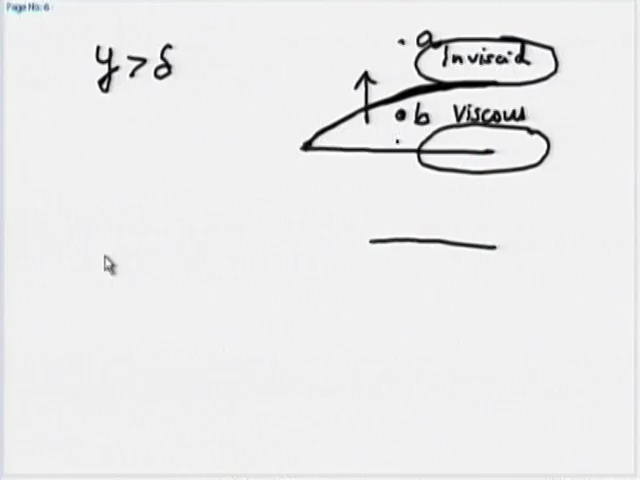 Page No: 6
y > δ
a
Inviscid
b Viscous